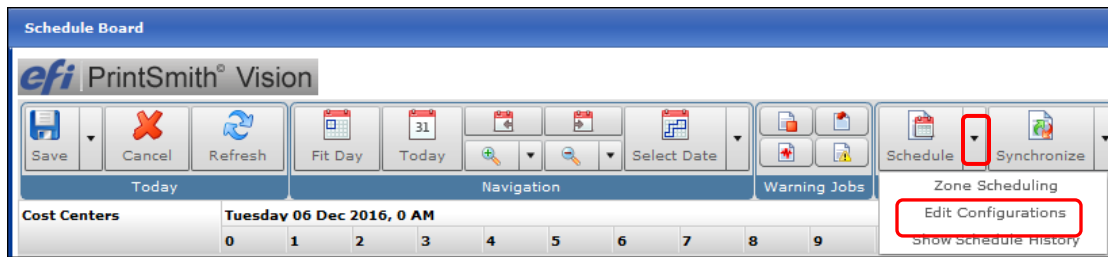 Schedule Board
efi PrintSmith® Vision
31
Save Cancel Refresh Fit Day Today Select Date Schedule Synchronize
Today Navigation Warning Jobs
Zone Scheduling
Cost Centers Tuesday 06 Dec 2016, 0 AM
Edit Configurations
0 1 2 3 4 5 6 7 8 9
Show Schedule History